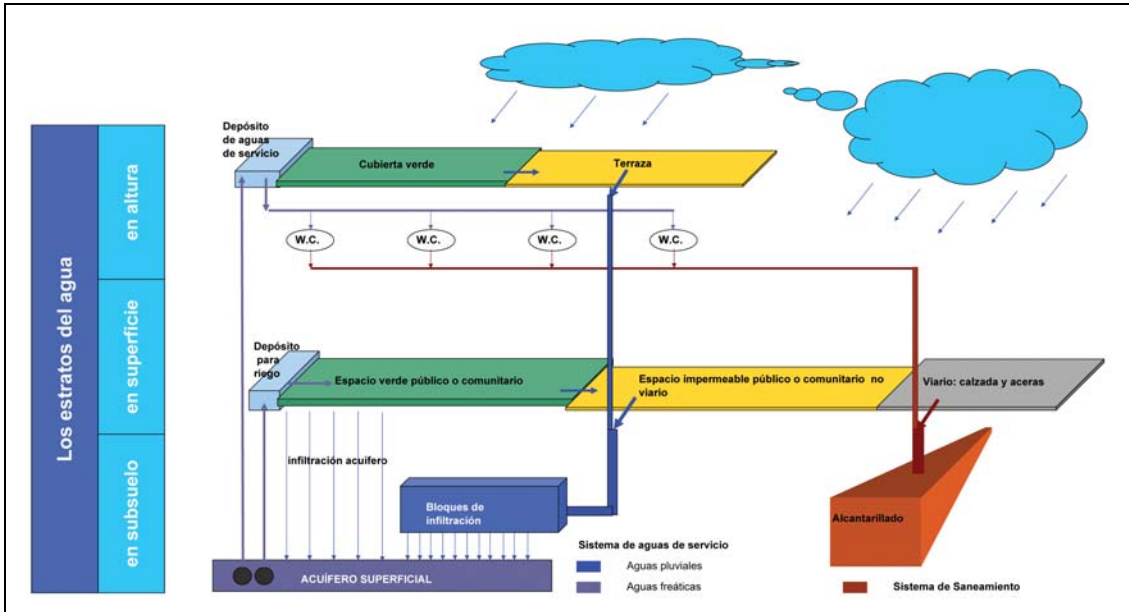 Los estratos del agua
en altura
en superficie
en subsuelo
Depósito
de aguas
de servicio
Cubierta verde
Terraza
W.C.
W.C.
W.C.
W.C.
Depósito
para
riego
Espacio verde público o comunitario
Espacio impermeable público o comunitario no
viario
Viario: calzada y aceras
infiltración acuífero
Bloques de
infiltración
Alcantarillado
ACUÍFERO SUPERFICIAL
Sistema de aguas de servicio
Aguas pluviales
Aguas freáticas
Sistema de Saneamiento